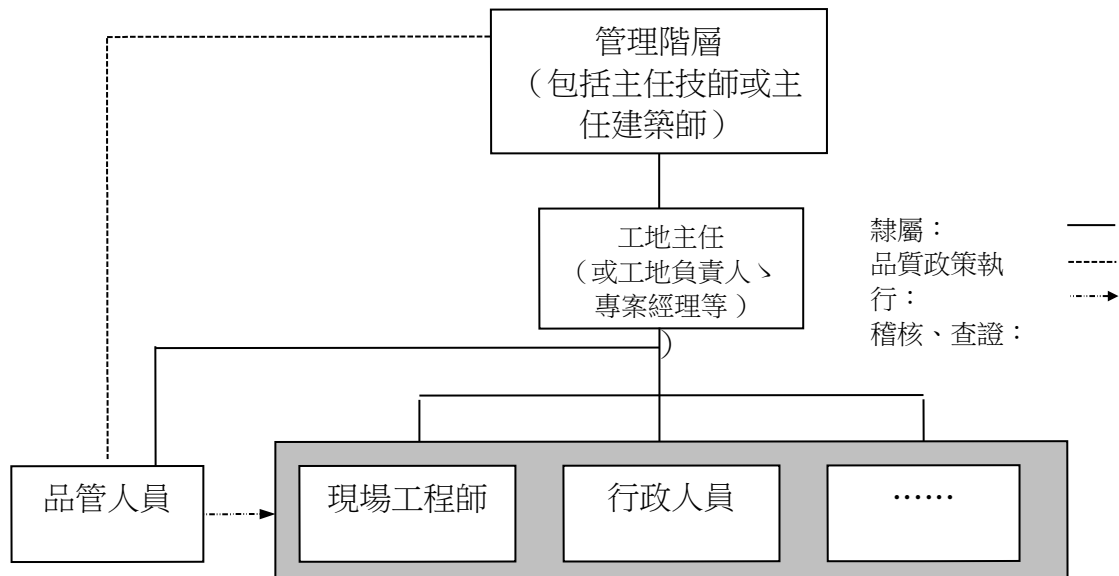 管理階層
（包括主任技師或主
任建築師）
工地主任
（或工地負責人、
專案經理等）
）
隸屬：
品質政策執
行：
稽核、查證：
品管人員
現場工程師
行政人員
……